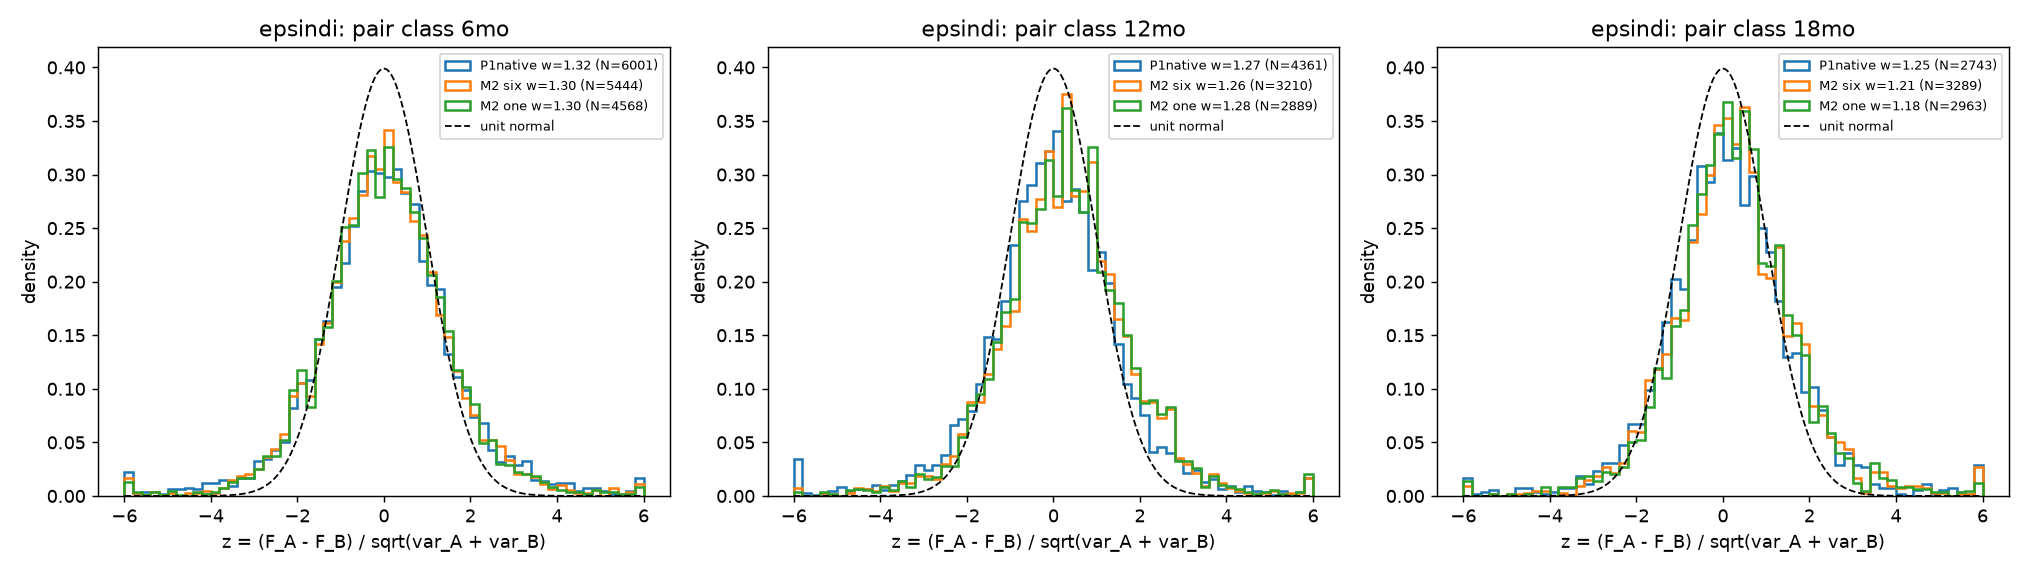 epsindi: pair class 6mo
0.40
0.35
0.30
0.25
0.20
0.15
0.10
0.05
0.00
density
P1native w=1.32 (N=6001)
M2 six w=1.30 (N=5444)
M2 one w=1.30 (N=4568)
unit normal
−6
−4
−2
0
2
4
6
z = (F_A - F_B) / sqrt(var_A + var_B)
epsindi: pair class 12mo
0.40
0.35
0.30
0.25
0.20
0.15
0.10
0.05
0.00
density
P1native w=1.27 (N=4361)
M2 six w=1.26 (N=3210)
M2 one w=1.28 (N=2889)
unit normal
−6
−4
−2
0
2
4
6
z = (F_A - F_B) / sqrt(var_A + var_B)
epsindi: pair class 18mo
0.40
0.35
0.30
0.25
0.20
0.15
0.10
0.05
0.00
density
P1native w=1.25 (N=2743)
M2 six w=1.21 (N=3289)
M2 one w=1.18 (N=2963)
unit normal
−6
−4
−2
0
2
4
6
z = (F_A - F_B) / sqrt(var_A + var_B)